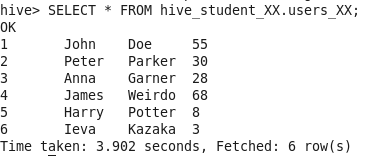 hive> SELECT * FROM hive_student_XX.users_XX;
OK
1 John Doe 55
2 Peter Parker 30
3 Anna Garner 28
4 James Weirdo 68
5 Harry Potter 8
6 Ieva Kazaka 3
Time taken: 3.902 seconds, Fetched: 6 row(s)